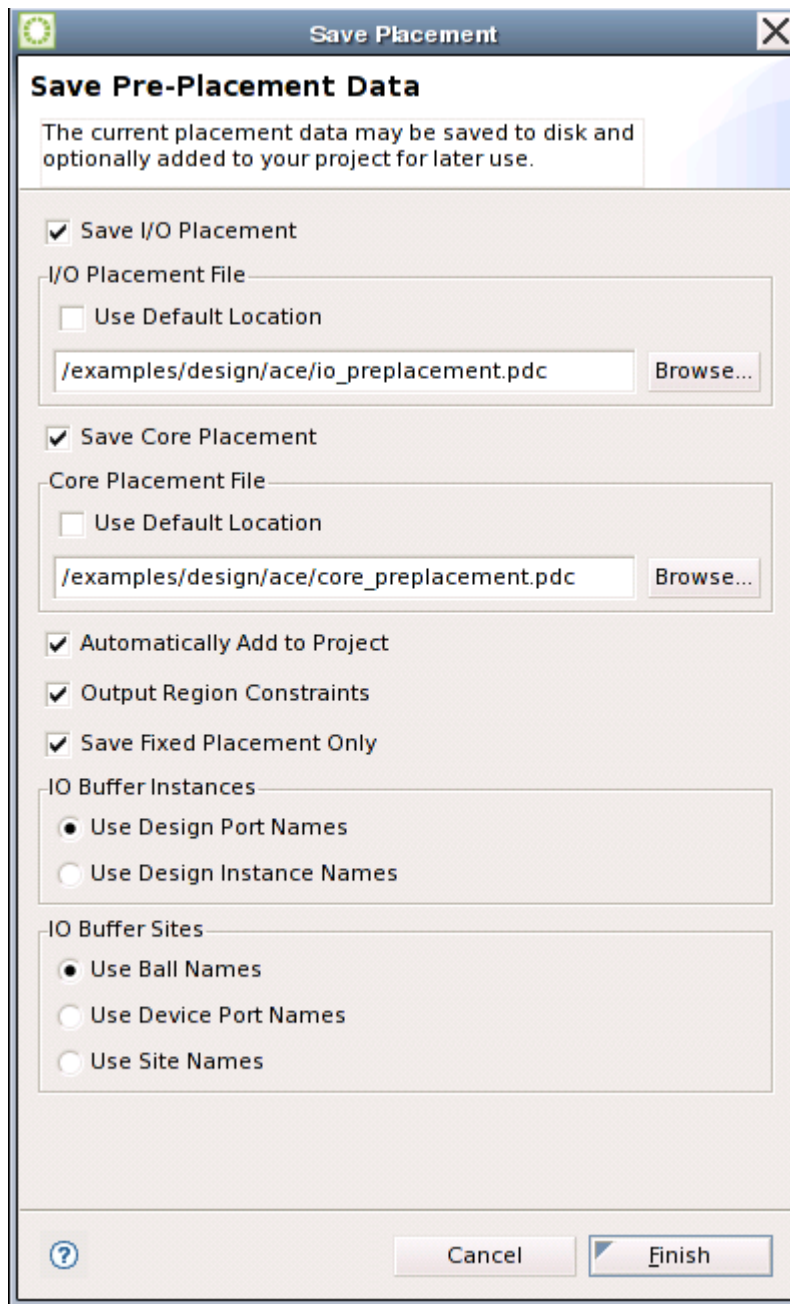 Save Placement
Save Pre-Placement Data
The current placement data may be saved to disk and
optionally added to your project for later use.
Save I/O Placement
I/O Placement File
Use Default Location
/examples/design/ace/io_preplacement.pdc
Browse...
Save Core Placement
Core Placement File
Use Default Location
/examples/design/ace/core_preplacement.pdc
Browse...
Automatically Add to Project
Output Region Constraints
Save Fixed Placement Only
IO Buffer Instances
Use Design Port Names
Use Design Instance Names
IO Buffer Sites
Use Ball Names
Use Device Port Names
Use Site Names
?
Cancel
Finish